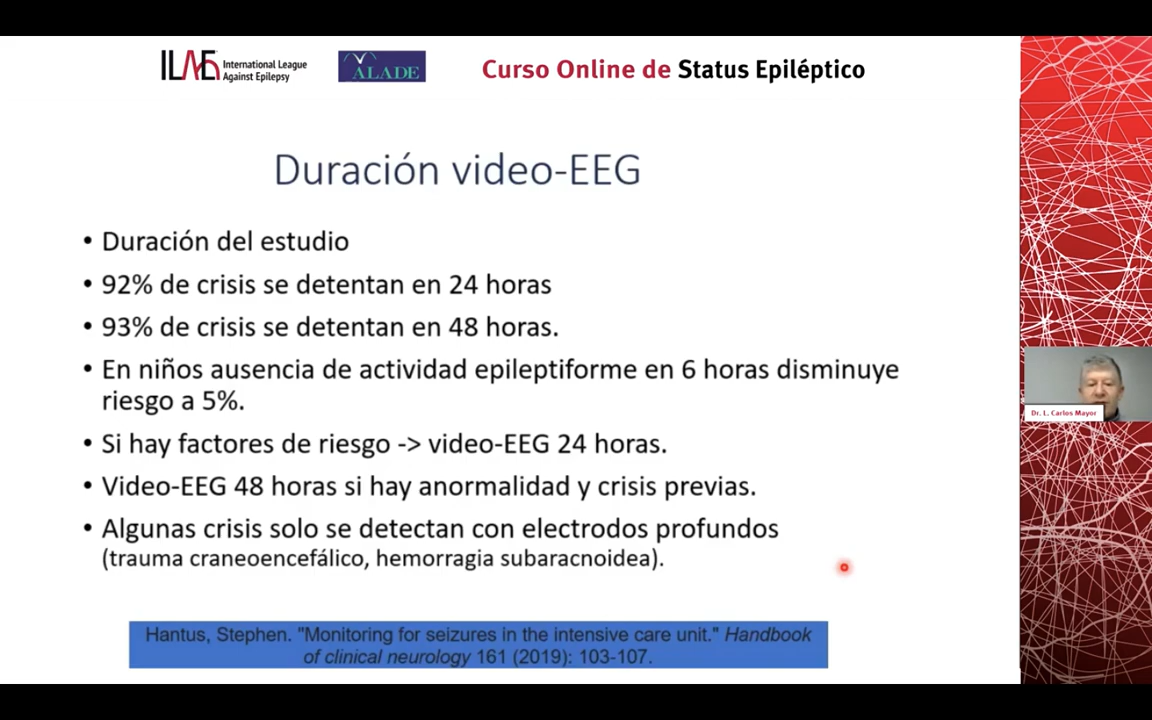 ILAE International League
Against Epilepsy
ALADE
Curso Online de Status Epiléptico
Duración video-EEG
• Duración del estudio
• 92% de crisis se detentan en 24 horas
• 93% de crisis se detentan en 48 horas.
• En niños ausencia de actividad epileptiforme en 6 horas disminuye
riesgo a 5%.
• Si hay factores de riesgo -> video-EEG 24 horas.
• Video-EEG 48 horas si hay anormalidad y crisis previas.
• Algunas crisis solo se detectan con electrodos profundos
(trauma craneoencefálico, hemorragia subaracnoidea).
Hantus, Stephen. "Monitoring for seizures in the intensive care unit." Handbook
of clinical neurology 161 (2019): 103-107.
Dr. L. Carlos Mayor